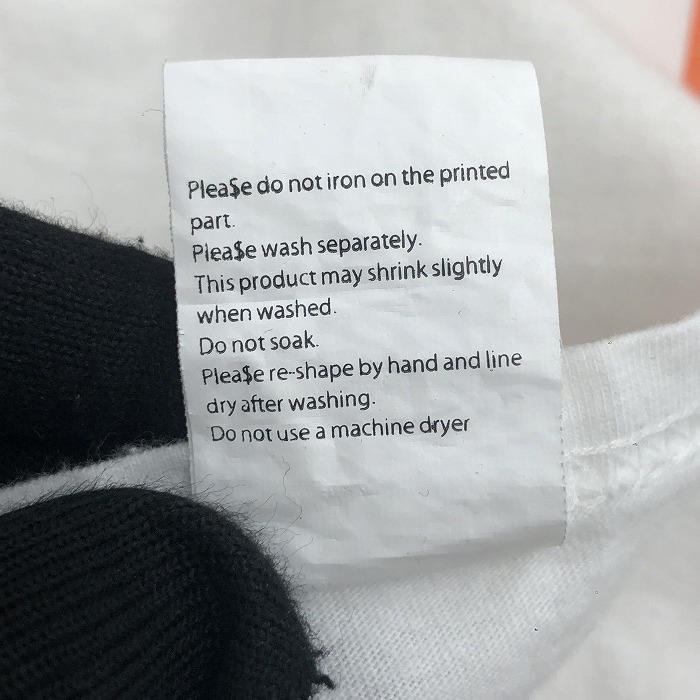 Plea$e do not iron on the printed
part.
Plea$e wash separately.
This product may shrink slightly
when washed.
Do not soak.
Plea$e re-shape by hand and line
dry after washing.
Do not use a machine dryer